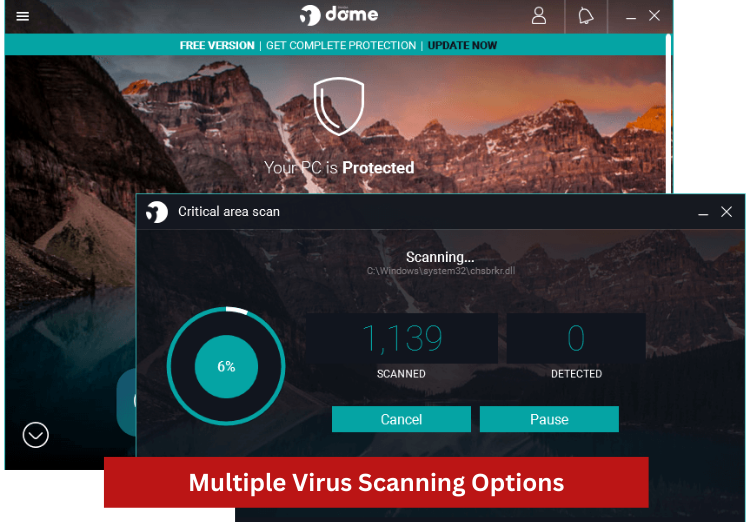 dome
FREE VERSION | GET COMPLETE PROTECTION | UPDATE NOW
Your PC is Protected
Critical area scan
Scanning...
C:\Windows\system32\chsbrkr.dll
6%
1,139
0
SCANNED
DETECTED
Cancel
Pause
Multiple Virus Scanning Options